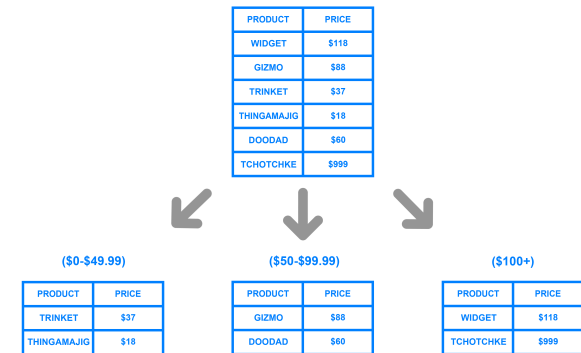 PRODUCT PRICE
WIDGET $118
GIZMO $88
TRINKET $37
THINGAMAJIG $18
DOODAD $60
TCHOTCHKE $999
($0-$49.99) ($50-$99.99) ($100+)
PRODUCT PRICE PRODUCT PRICE PRODUCT PRICE
TRINKET $37 GIZMO $88 WIDGET $118
THINGAMAJIG $18 DOODAD $60 TCHOTCHKE $999